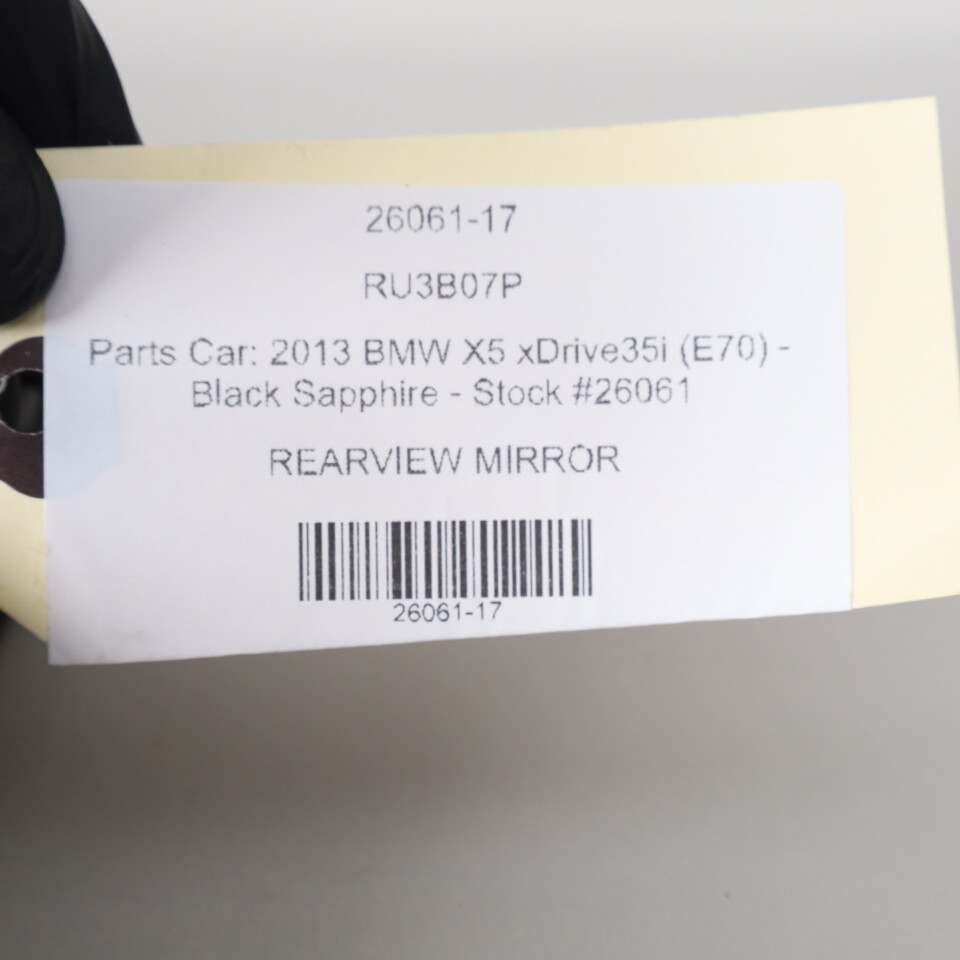 26061-17
RU3B07P
Parts Car: 2013 BMW X5 xDrive35i (E70) -
Black Sapphire - Stock #26061
REARVIEW MIRROR
26061-17